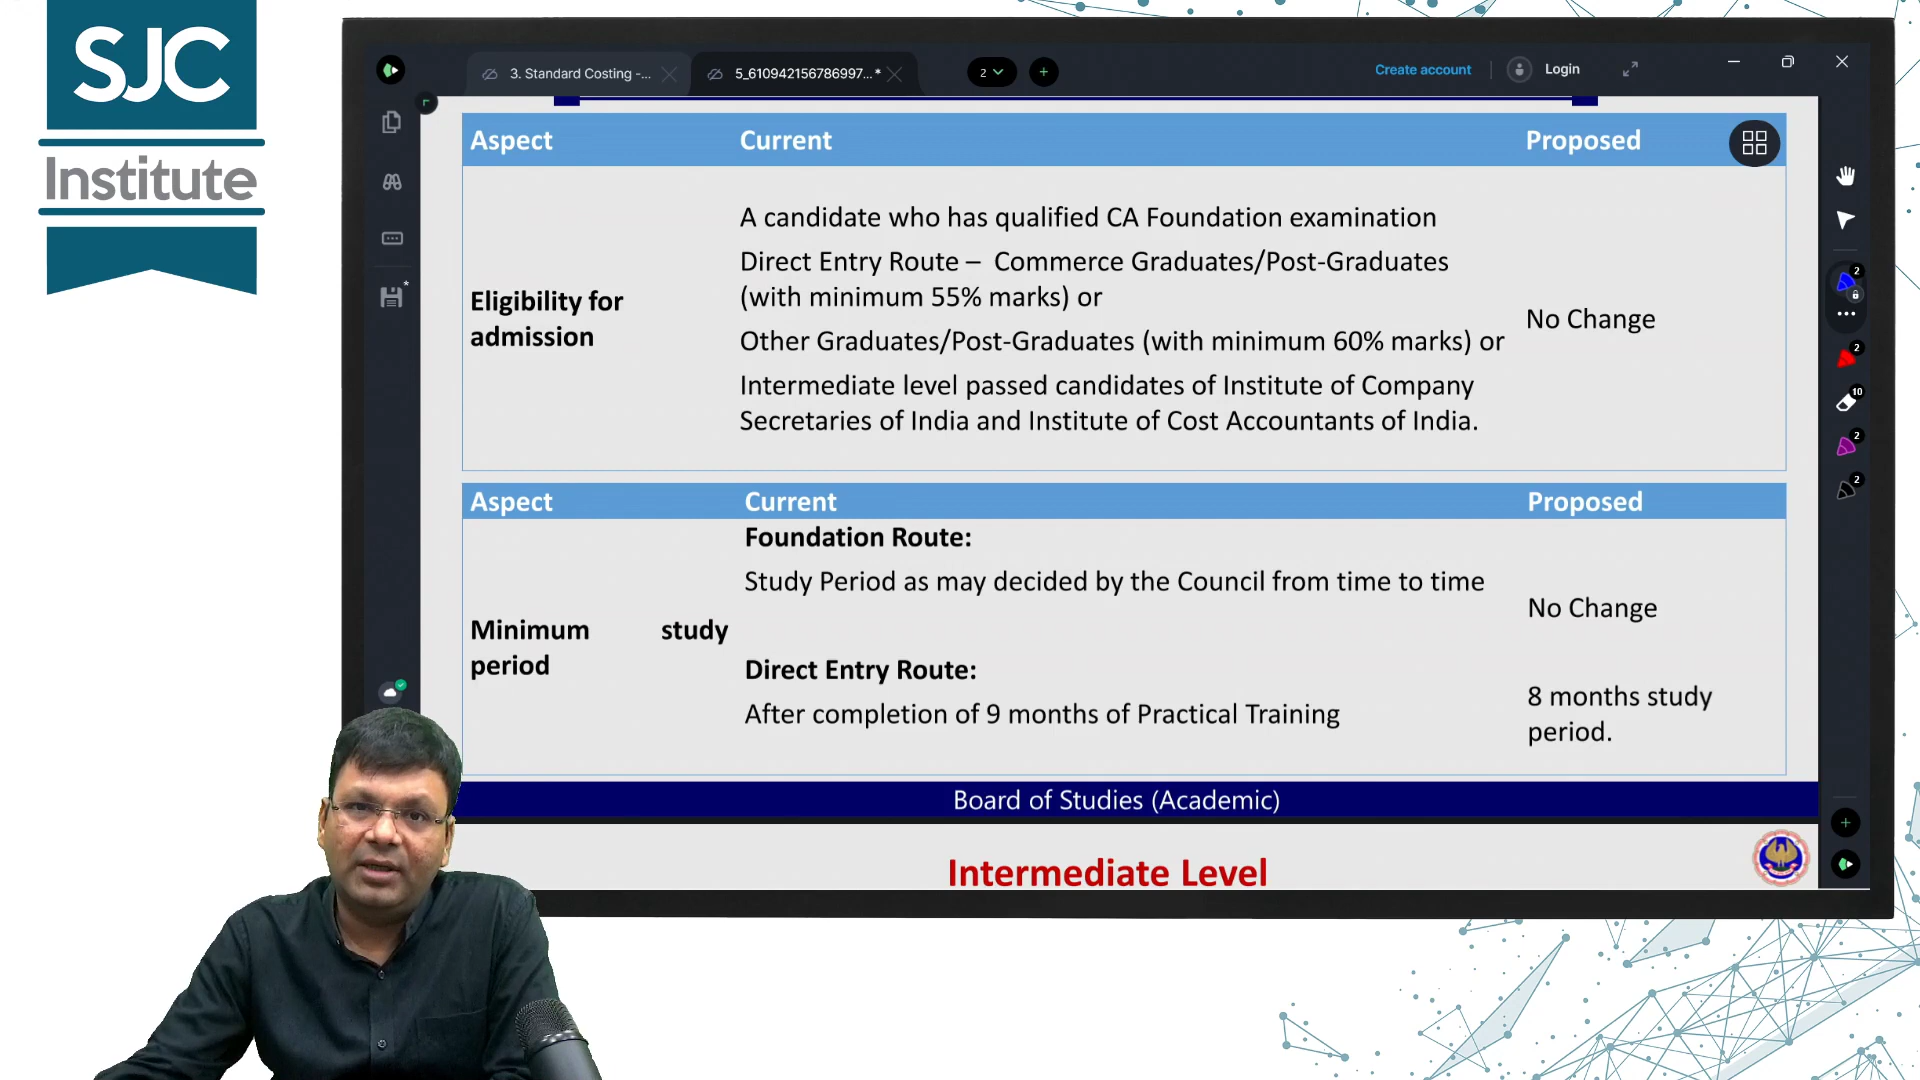 SJC
Institute
3. Standard Costing -...
5_610942156786997... *
2
Create account
Login
Aspect Current Proposed
A candidate who has qualified CA Foundation examination
Direct Entry Route – Commerce Graduates/Post-Graduates
(with minimum 55% marks) or
Eligibility for
admission
No Change
Other Graduates/Post-Graduates (with minimum 60% marks) or
Intermediate level passed candidates of Institute of Company
Secretaries of India and Institute of Cost Accountants of India.
Aspect Current Proposed
Foundation Route:
Study Period as may decided by the Council from time to time
No Change
Minimum study
period
Direct Entry Route:
After completion of 9 months of Practical Training
8 months study
period.
Board of Studies (Academic)
Intermediate Level
2
2
10
2
2